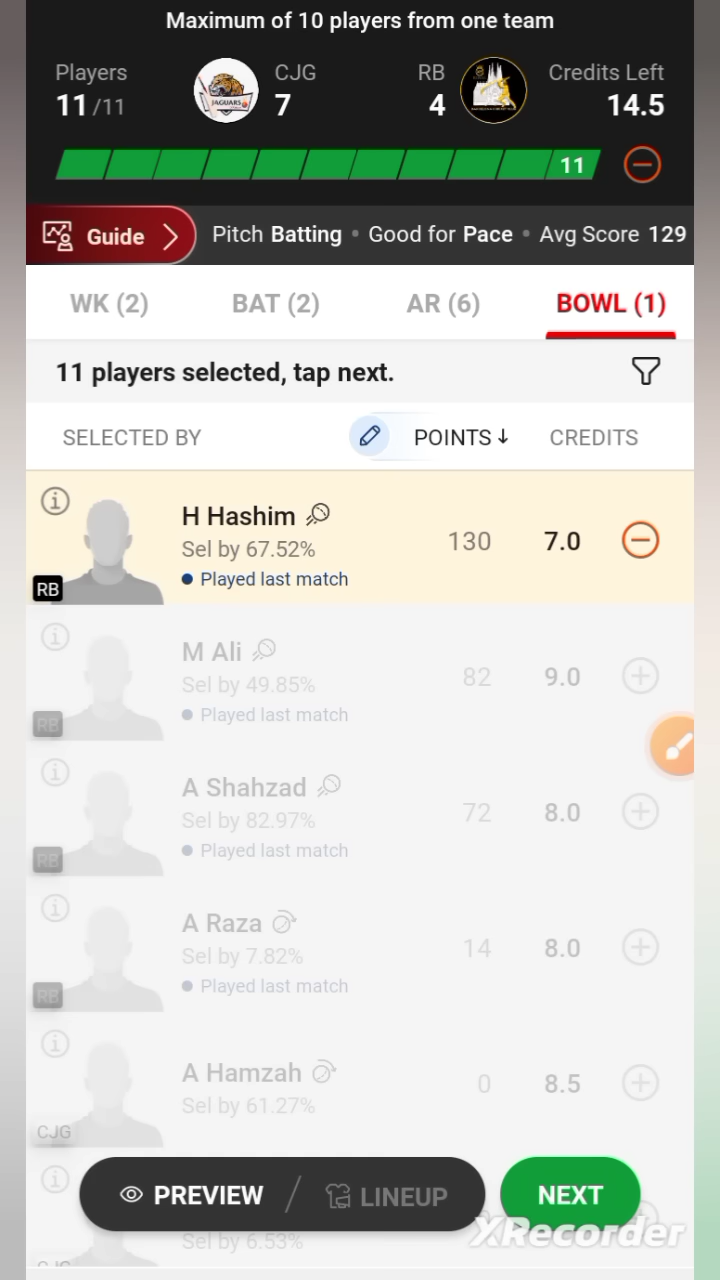 Maximum of 10 players from one team
Players CJG RB Credits Left
11/11 7 4 14.5
JAGUARS
11
Guide Pitch Batting • Good for Pace • Avg Score 129
WK (2) BAT (2) AR (6) BOWL (1)
11 players selected, tap next.
SELECTED BY POINTS↓ CREDITS
H Hashim
Sel by 67.52% 130 7.0
• Played last match
RB
M Ali
Sel by 49.85% 82 9.0
• Played last match
RB
A Shahzad
Sel by 82.97% 72 8.0
• Played last match
RB
A Raza
Sel by 7.82% 14 8.0
• Played last match
RB
A Hamzah 0 8.5
Sel by 61.27%
CJG
PREVIEW / LINEUP NEXT
XRecorder
Sel by 6.53%